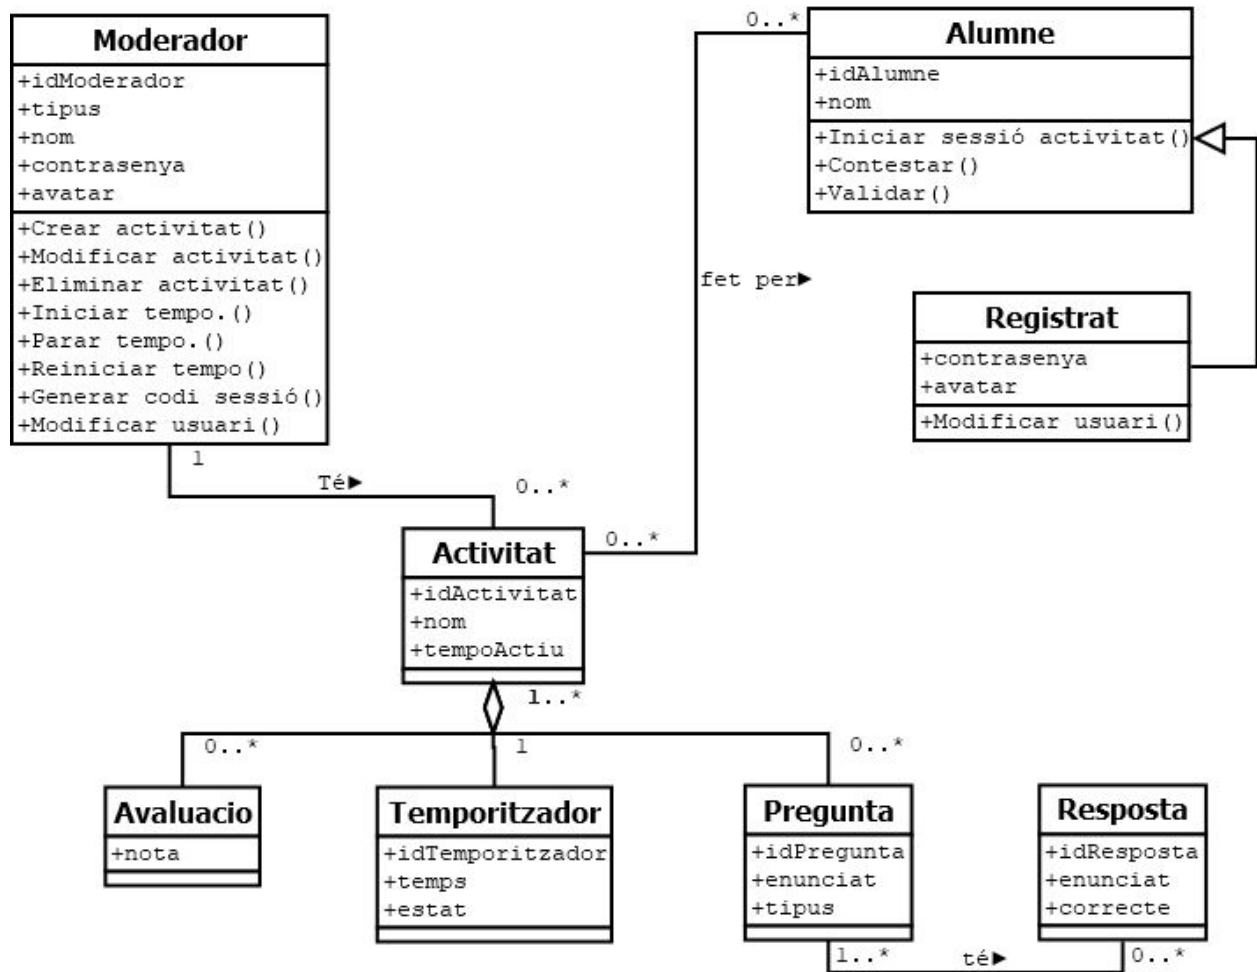 Moderador
+idModerador
+tipus
+nom
+contrasenya
+avatar
+Crear activitat()
+Modificar activitat()
+Eliminar activitat()
+Iniciar tempo.()
+Parar tempo.()
+Reiniciar tempo()
+Generar codi sessió()
+Modificar usuari()
0..*
Alumne
+idAlumne
+nom
+Iniciar sessió activitat()
+Contestar()
+Validar()
fet per►
Registrat
+contrasenya
+avatar
+Modificar usuari()
1
Té►
0..*
0..*
Activitat
+idActivitat
+nom
+tempoActiu
1..*
0..*
1
0..*
Avaluacio
+nota
Temporitzador
+idTemporitzador
+temps
+estat
Pregunta
+idPregunta
+enunciat
+tipus
Resposta
+idResposta
+enunciat
+correcte
1..*
té►
0..*